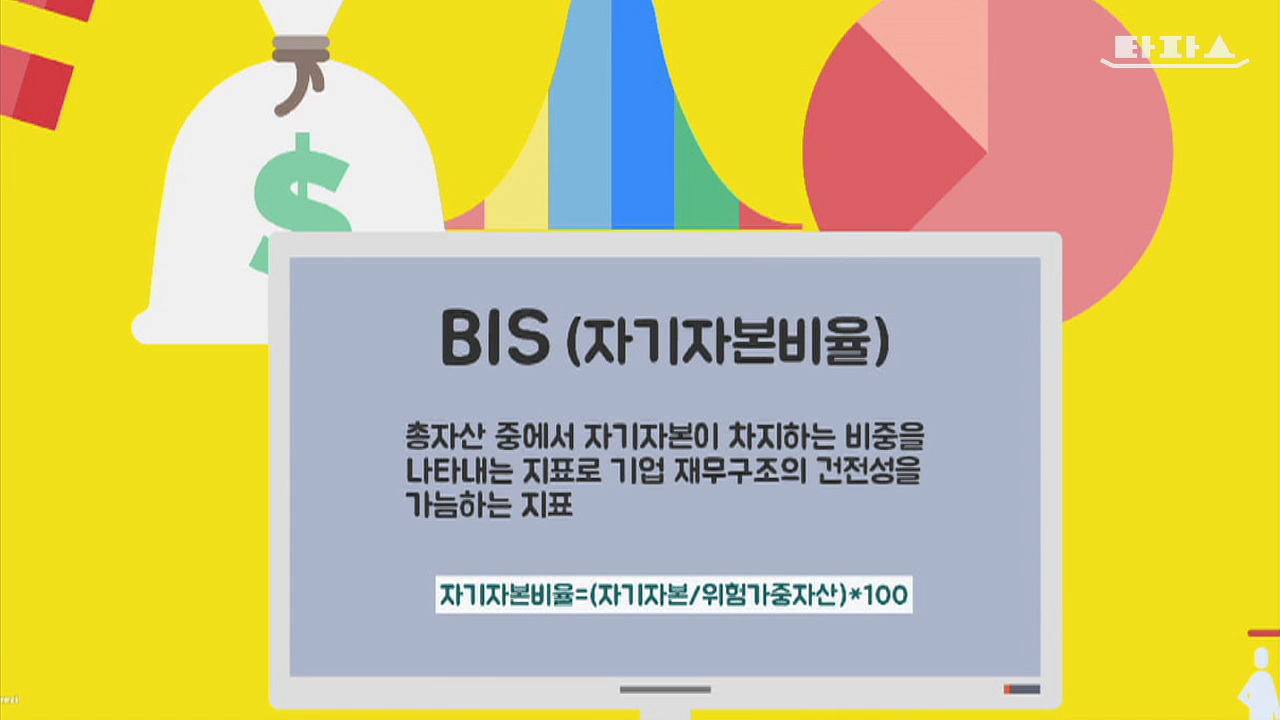 타파스
$
BIS (자기자본비율)
총자산 중에서 자기자본이 차지하는 비중을
나타내는 지표로 기업 재무구조의 건전성을
가늠하는 지표
자기자본비율=(자기자본/위험가중자산)*100